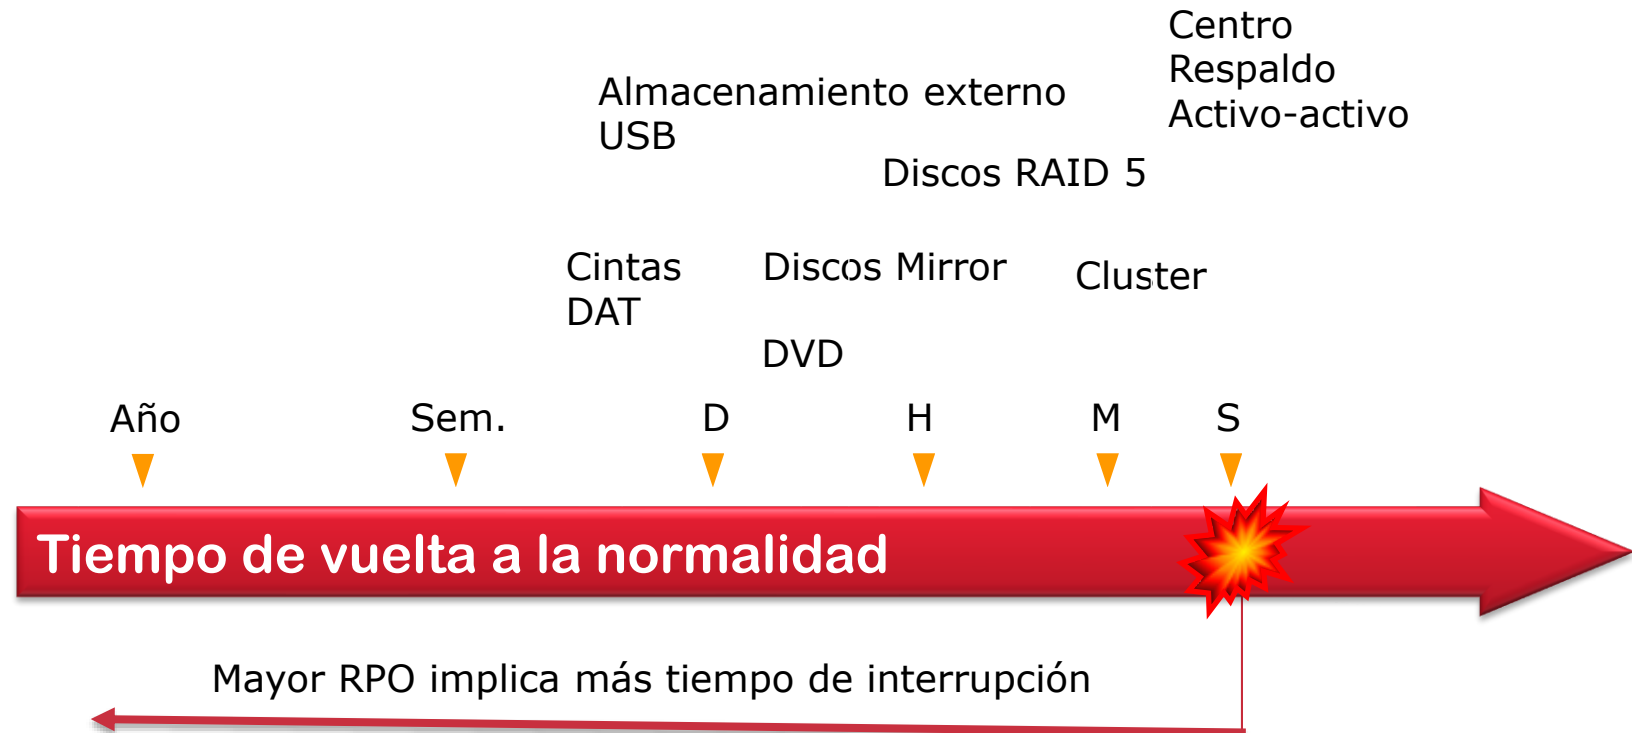 Centro
Respaldo
Activo-activo
Almacenamiento externo
USB
Discos RAID 5
Cintas
DAT
Discos Mirror
Cluster
DVD
Año
Sem.
D
H
M
S
Tiempo de vuelta a la normalidad
Mayor RPO implica más tiempo de interrupción